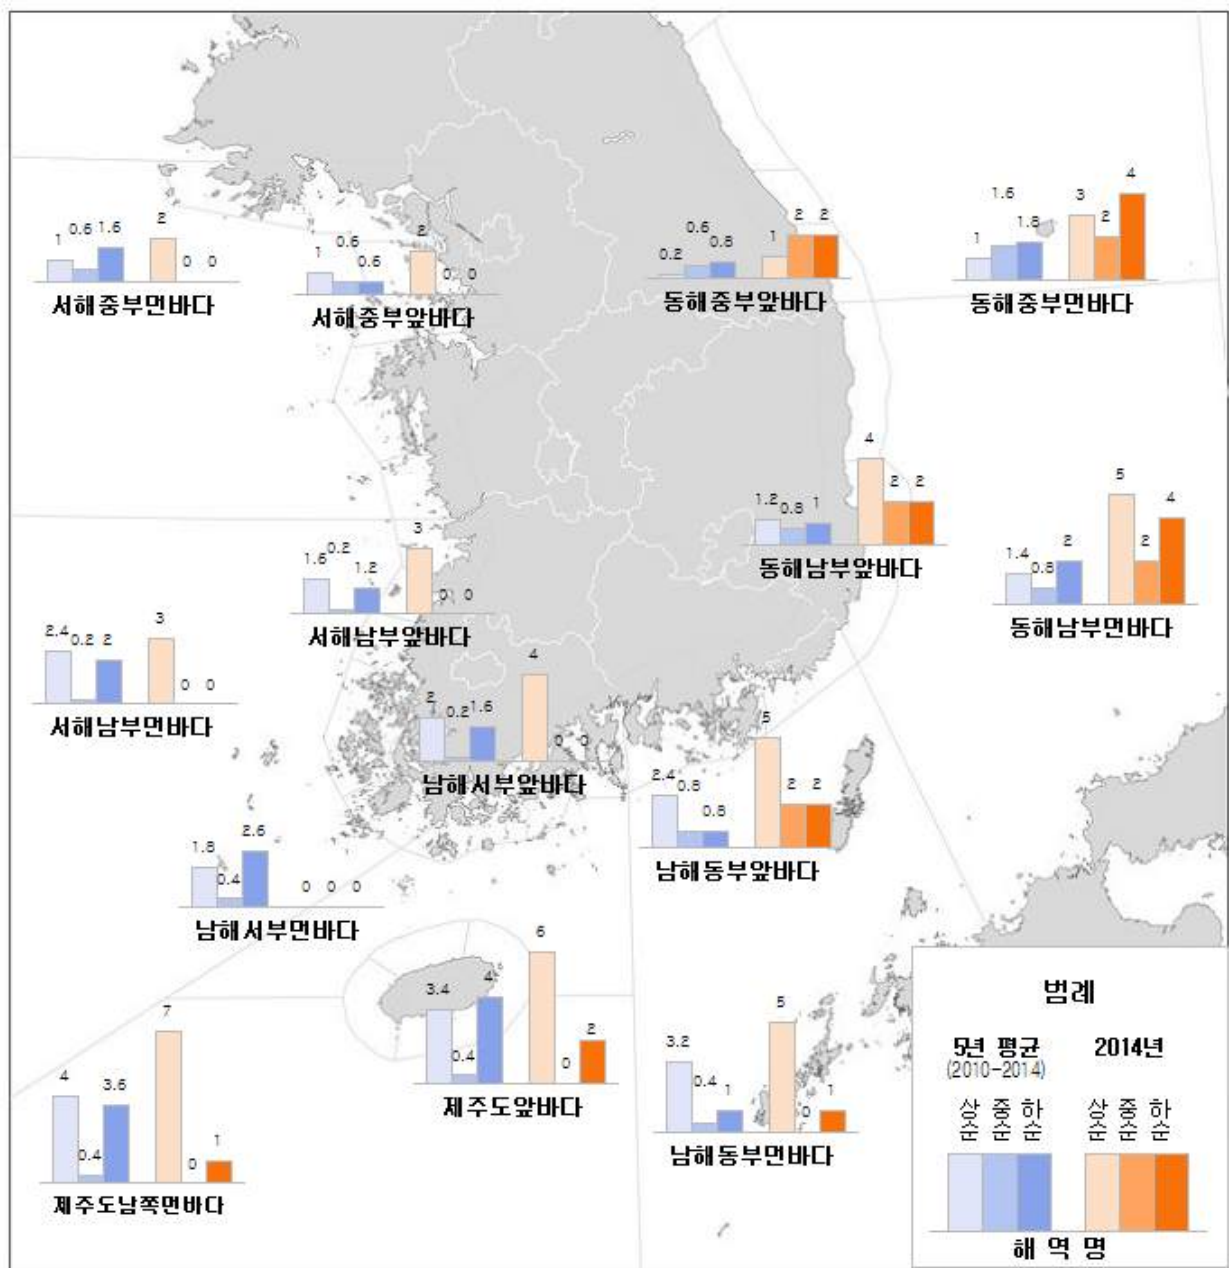 1 0.6 1.6 2 0 0
서해중부먼바다
1 0.6 0.6 2 0 0
서해중부앞바다
0.2 0.6 0.8 1 2 2
동해중부앞바다
1 1.6 1.8 3 2 4
동해중부먼바다
1.2 0.8 1 4 2 2
동해남부앞바다
1.4 0.8 2 5 2 4
동해남부먼바다
1.6 0.2 1.2 3 0 0
서해남부앞바다
2.4 0.2 2 3 0 0
서해남부먼바다
2 0.2 1.6 4 0 0
남해서부앞바다
2.4 0.8 0.8 5 2 2
남해동부앞바다
1.8 0.4 2.6 0 0 0
남해서부먼바다
3.4 0.4 4 6 0 2
제주도앞바다
3.2 0.4 1 5 0 1
남해동부먼바다
4 0.4 3.6 7 0 1
제주도남쪽먼바다
범례
5년 평균 2014년
(2010-2014)
상순 중순 하순 상순 중순 하순
해 역 명